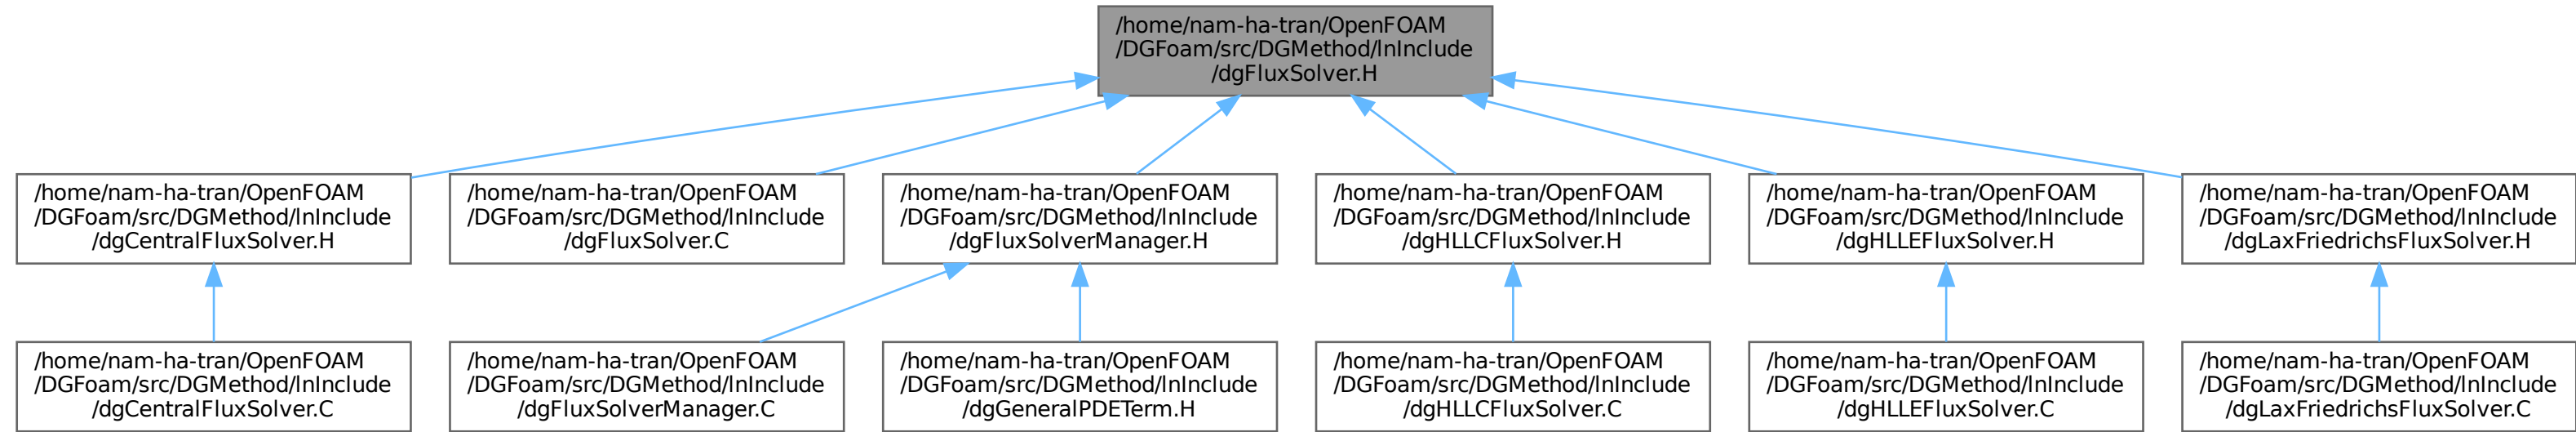 /home/nam-ha-tran/OpenFOAM
/DGFoam/src/DGMethod/lnInclude
/dgFluxSolver.H
/home/nam-ha-tran/OpenFOAM
/DGFoam/src/DGMethod/lnInclude
/dgCentralFluxSolver.H
/home/nam-ha-tran/OpenFOAM
/DGFoam/src/DGMethod/lnInclude
/dgFluxSolver.C
/home/nam-ha-tran/OpenFOAM
/DGFoam/src/DGMethod/lnInclude
/dgFluxSolverManager.H
/home/nam-ha-tran/OpenFOAM
/DGFoam/src/DGMethod/lnInclude
/dgHLLCFluxSolver.H
/home/nam-ha-tran/OpenFOAM
/DGFoam/src/DGMethod/lnInclude
/dgHLLEFluxSolver.H
/home/nam-ha-tran/OpenFOAM
/DGFoam/src/DGMethod/lnInclude
/dgLaxFriedrichsFluxSolver.H
/home/nam-ha-tran/OpenFOAM
/DGFoam/src/DGMethod/lnInclude
/dgCentralFluxSolver.C
/home/nam-ha-tran/OpenFOAM
/DGFoam/src/DGMethod/lnInclude
/dgFluxSolverManager.C
/home/nam-ha-tran/OpenFOAM
/DGFoam/src/DGMethod/lnInclude
/dgGeneralPDETerm.H
/home/nam-ha-tran/OpenFOAM
/DGFoam/src/DGMethod/lnInclude
/dgHLLCFluxSolver.C
/home/nam-ha-tran/OpenFOAM
/DGFoam/src/DGMethod/lnInclude
/dgHLLEFluxSolver.C
/home/nam-ha-tran/OpenFOAM
/DGFoam/src/DGMethod/lnInclude
/dgLaxFriedrichsFluxSolver.C